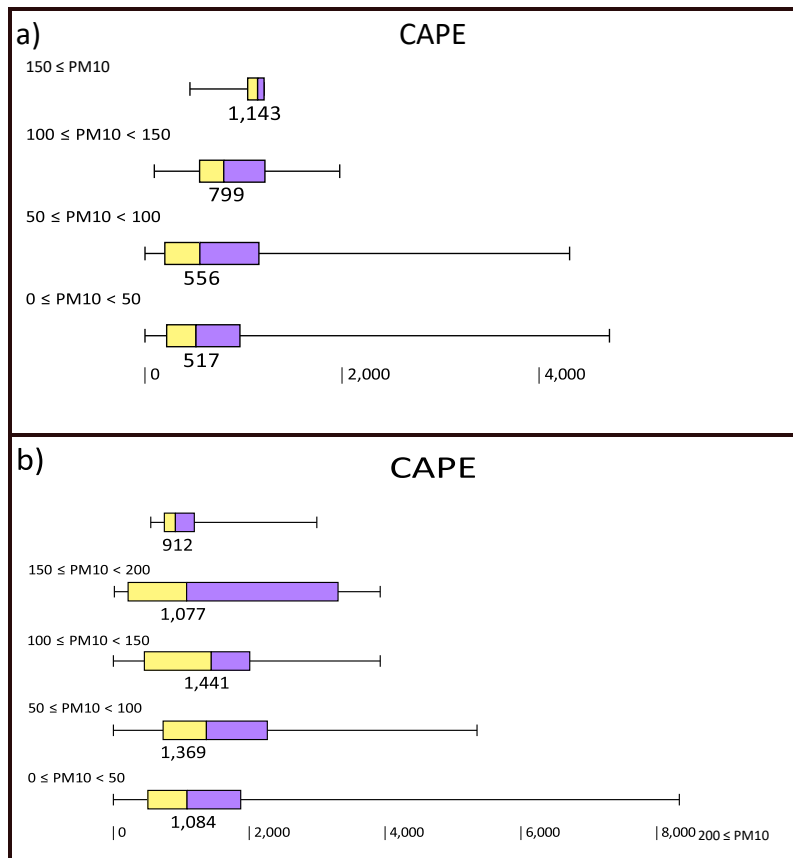 a)
CAPE
150 ≤ PM10
1,143
100 ≤ PM10 < 150
799
50 ≤ PM10 < 100
556
0 ≤ PM10 < 50
517
|0 |2,000 |4,000
b)
CAPE
912
150 ≤ PM10 < 200
1,077
100 ≤ PM10 < 150
1,441
50 ≤ PM10 < 100
1,369
0 ≤ PM10 < 50
1,084
|0 |2,000 |4,000 |6,000 |8,000 200 ≤ PM10